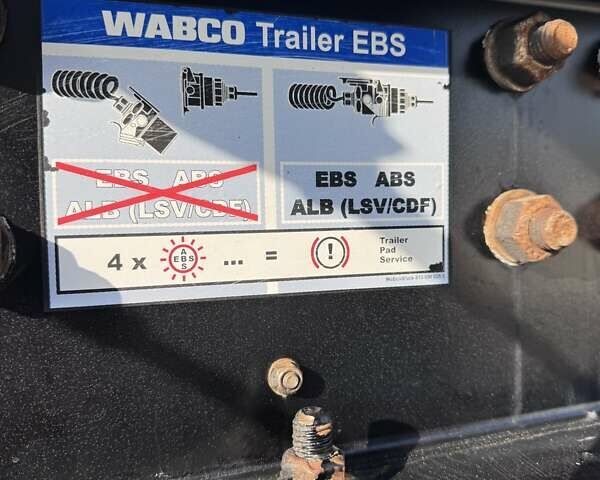 WABCO Trailer EBS
EBS ABS
ALB (LSV/CDF)
EBS ABS
ALB (LSV/CDF)
4 x A EBS S ... = (!) Trailer
Pad
Service